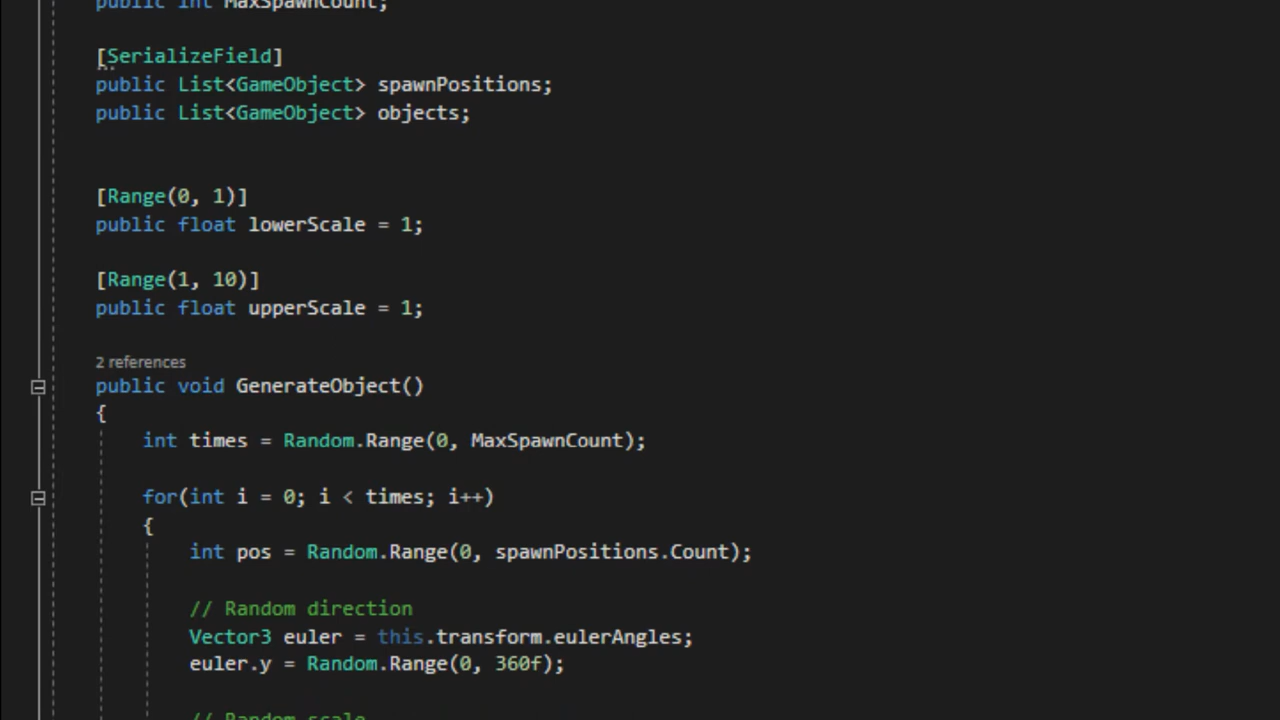 public int MaxSpawnCount;
[SerializeField]
public List<GameObject> spawnPositions;
public List<GameObject> objects;
[Range(0, 1)]
public float lowerScale = 1;
[Range(1, 10)]
public float upperScale = 1;
2 references
public void GenerateObject()
{
int times = Random.Range(0, MaxSpawnCount);
for(int i = 0; i < times; i++)
{
int pos = Random.Range(0, spawnPositions.Count);
// Random direction
Vector3 euler = this.transform.eulerAngles;
euler.y = Random.Range(0, 360f);
// Random scale